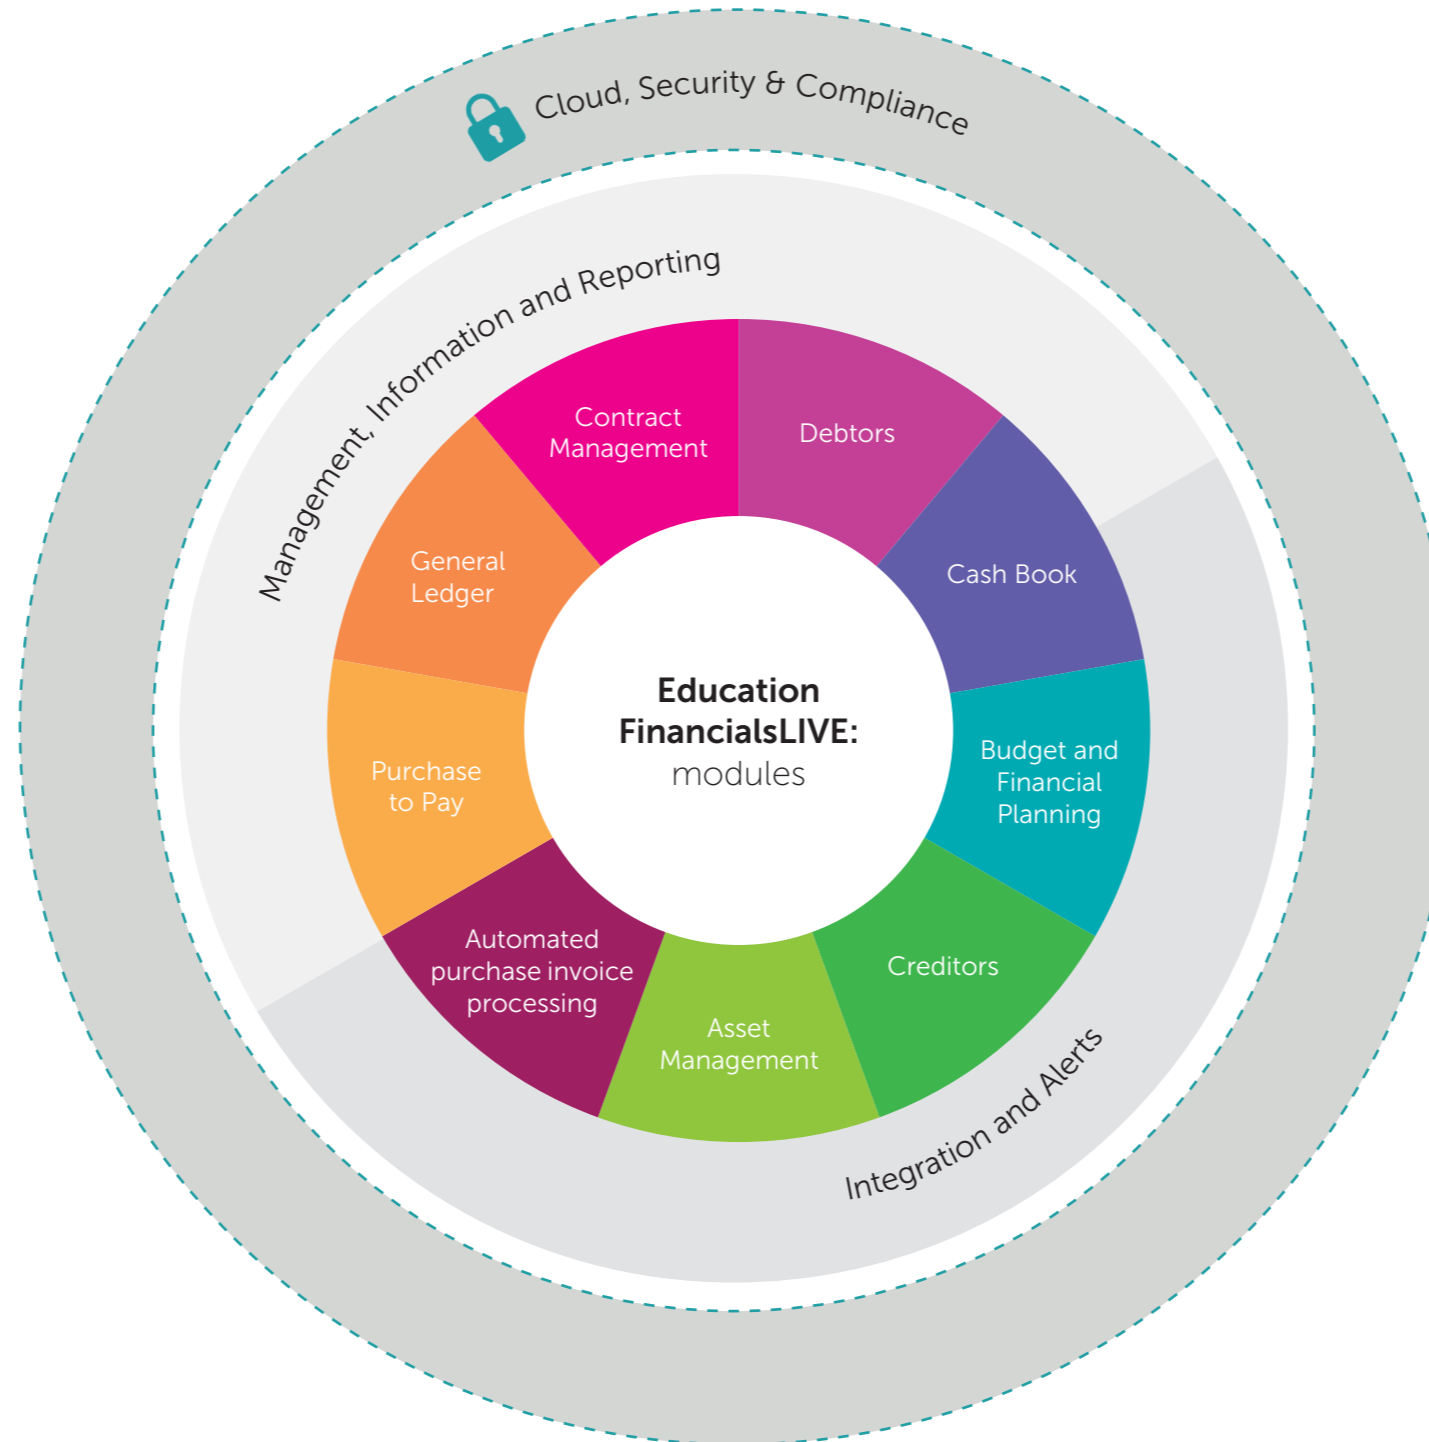 Cloud, Security & Compliance
Management, Information and Reporting
Contract
Management
Debtors
General
Ledger
Cash Book
Education
FinancialsLIVE:
modules
Purchase
to Pay
Budget and
Financial
Planning
Automated
purchase invoice
processing
Creditors
Asset
Management
Integration and Alerts